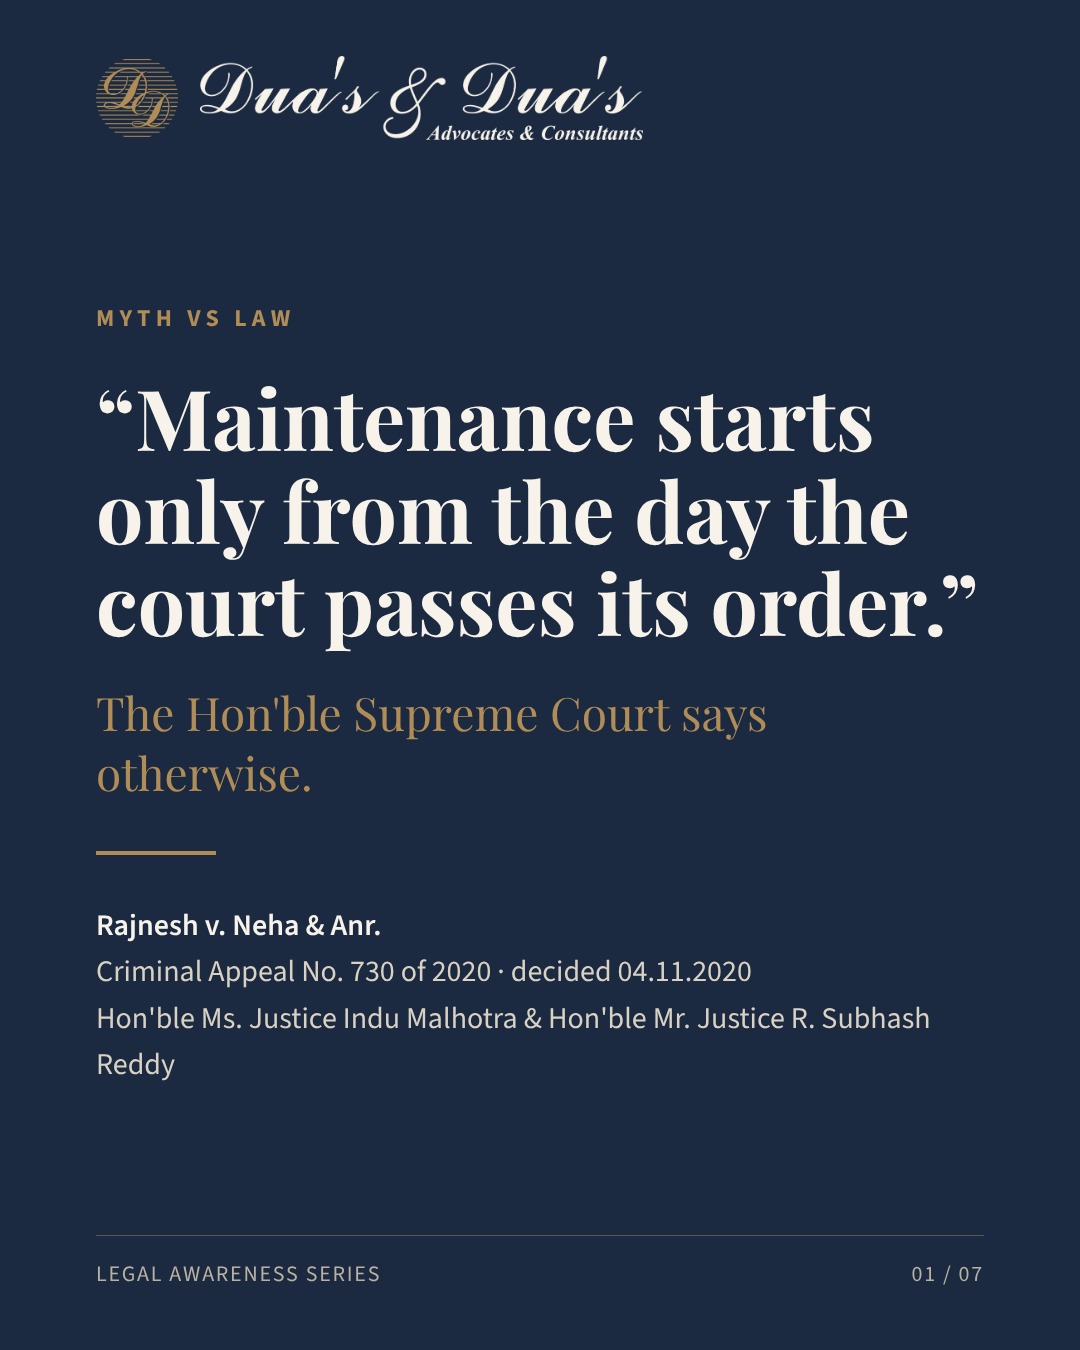 DD
Dua's & Dua's
Advocates & Consultants
MYTH VS LAW
“Maintenance starts
only from the day the
court passes its order.”
The Hon'ble Supreme Court says
otherwise.
Rajnesh v. Neha & Anr.
Criminal Appeal No. 730 of 2020 · decided 04.11.2020
Hon'ble Ms. Justice Indu Malhotra & Hon'ble Mr. Justice R. Subhash
Reddy
LEGAL AWARENESS SERIES
01 / 07